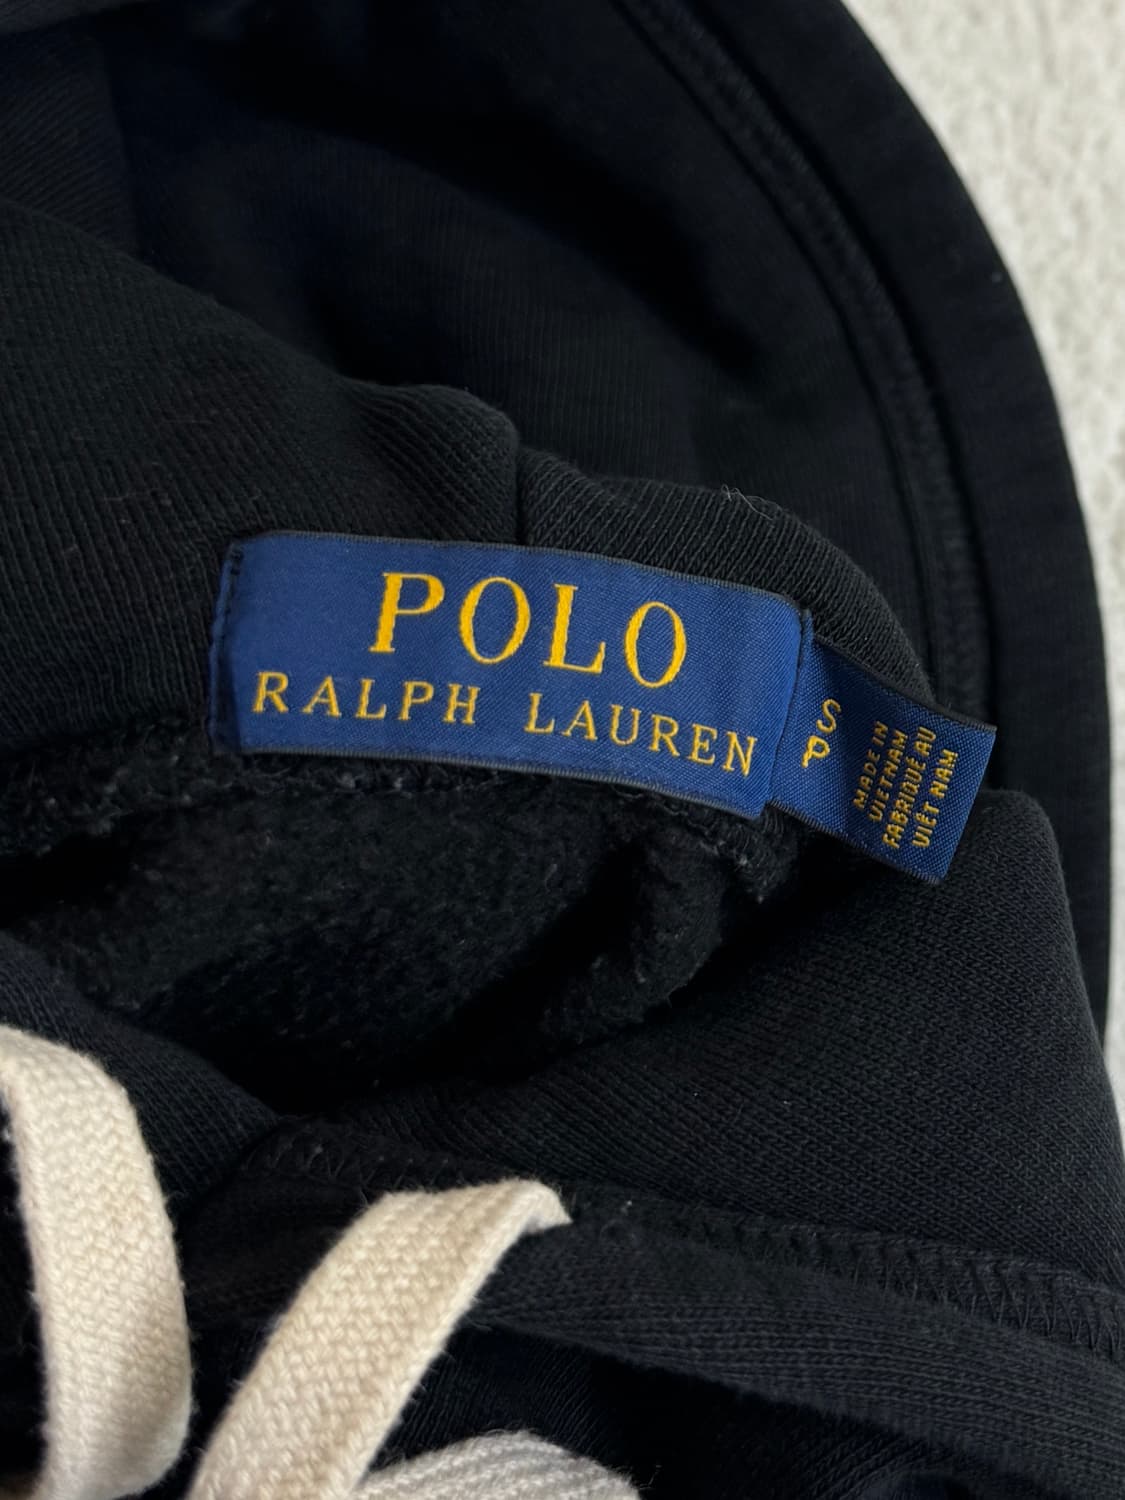 POLO
RALPH LAUREN
S
P
MADE IN
VIETNAM
FABRIQUÉ AU
VIÊT NAM